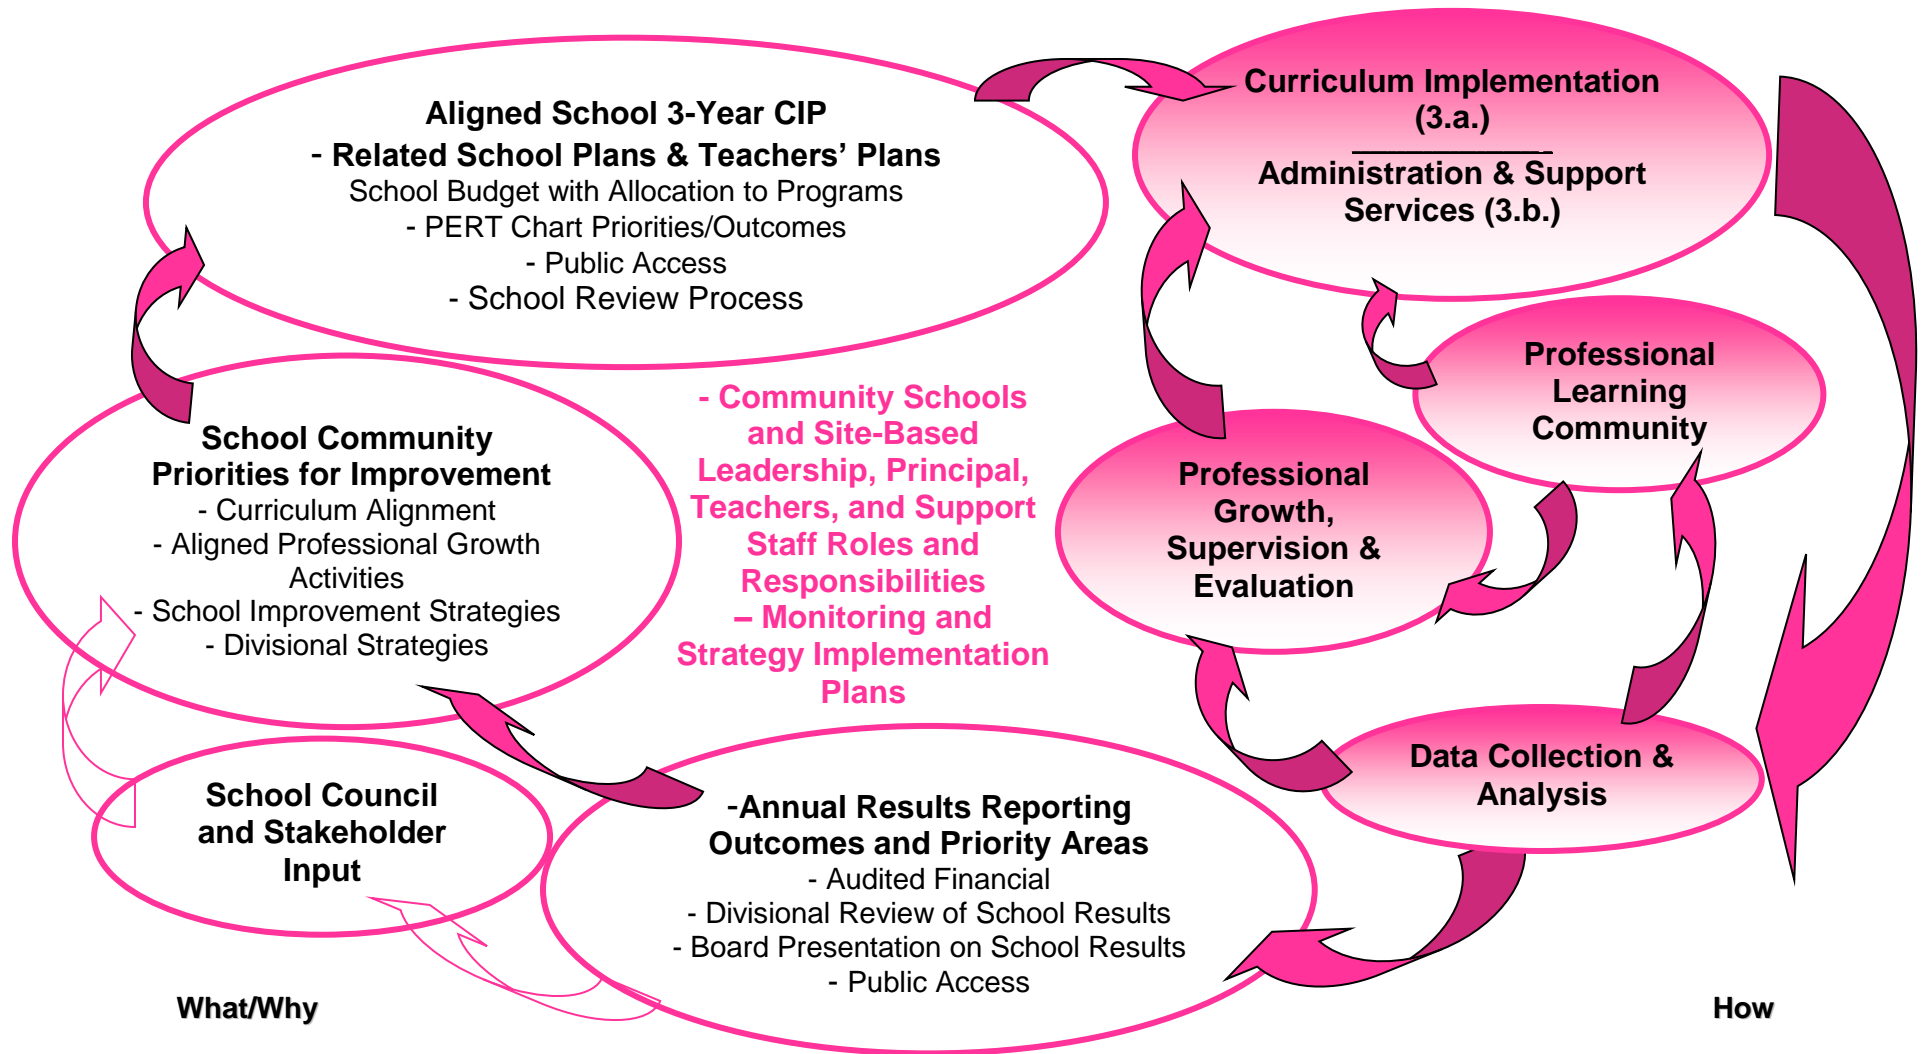 Aligned School 3-Year CIP
- Related School Plans & Teachers’ Plans
School Budget with Allocation to Programs
- PERT Chart Priorities/Outcomes
- Public Access
- School Review Process
Curriculum Implementation
(3.a.)
Administration & Support
Services (3.b.)
Professional
Learning
Community
School Community
Priorities for Improvement
- Curriculum Alignment
- Aligned Professional Growth
Activities
- School Improvement Strategies
- Divisional Strategies
- Community Schools
and Site-Based
Leadership, Principal,
Teachers, and Support
Staff Roles and
Responsibilities
– Monitoring and
Strategy Implementation
Plans
Professional
Growth,
Supervision &
Evaluation
Data Collection &
Analysis
School Council
and Stakeholder
Input
-Annual Results Reporting
Outcomes and Priority Areas
- Audited Financial
- Divisional Review of School Results
- Board Presentation on School Results
- Public Access
What/Why
How